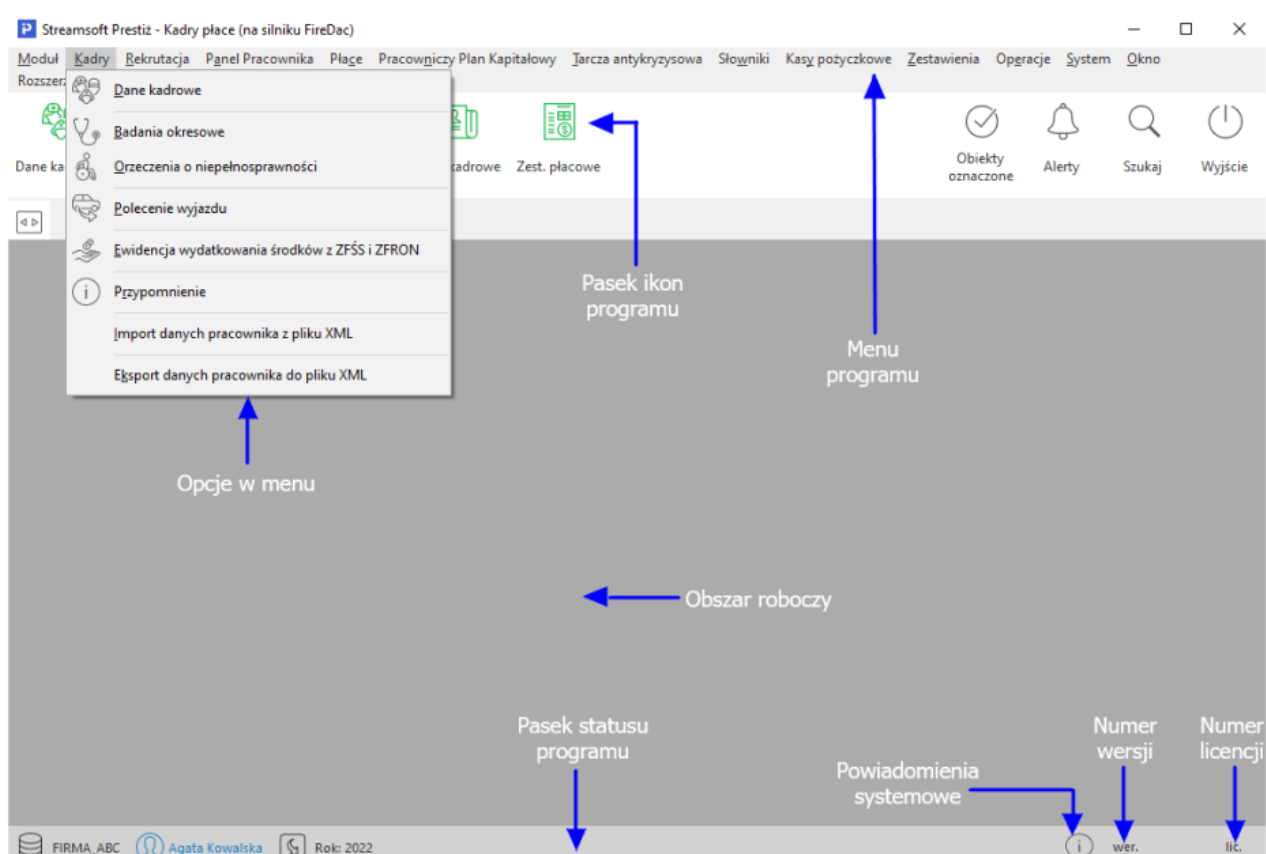 Streamsoft Prestiż - Kadry płace (na silniku FireDac)
Moduł Kadry Rekrutacja Panel Pracownika Płace Pracowniczy Plan Kapitałowy Tarcza antykryzysowa Słowniki Kasy pożyczkowe Zestawienia Operacje System Okno
Dane kadrowe
Badania okresowe
Orzeczenia o niepełnosprawności
Polecenie wyjazdu
Ewidencja wydatkowania środków z ZFŚS i ZFRON
Przypomnienie
Import danych pracownika z pliku XML
Eksport danych pracownika do pliku XML
Dane
kadrowe Zest. płacowe
Obiekty
oznaczone
Alerty Szukaj Wyjście
Pasek ikon
programu
Menu
programu
Opcje w menu
Obszar roboczy
Pasek statusu
programu
Powiadomienia
systemowe
Numer
wersji
Numer
licencji
FIRMA_ABC Agata Kowalska Rok: 2022 wer. lic.